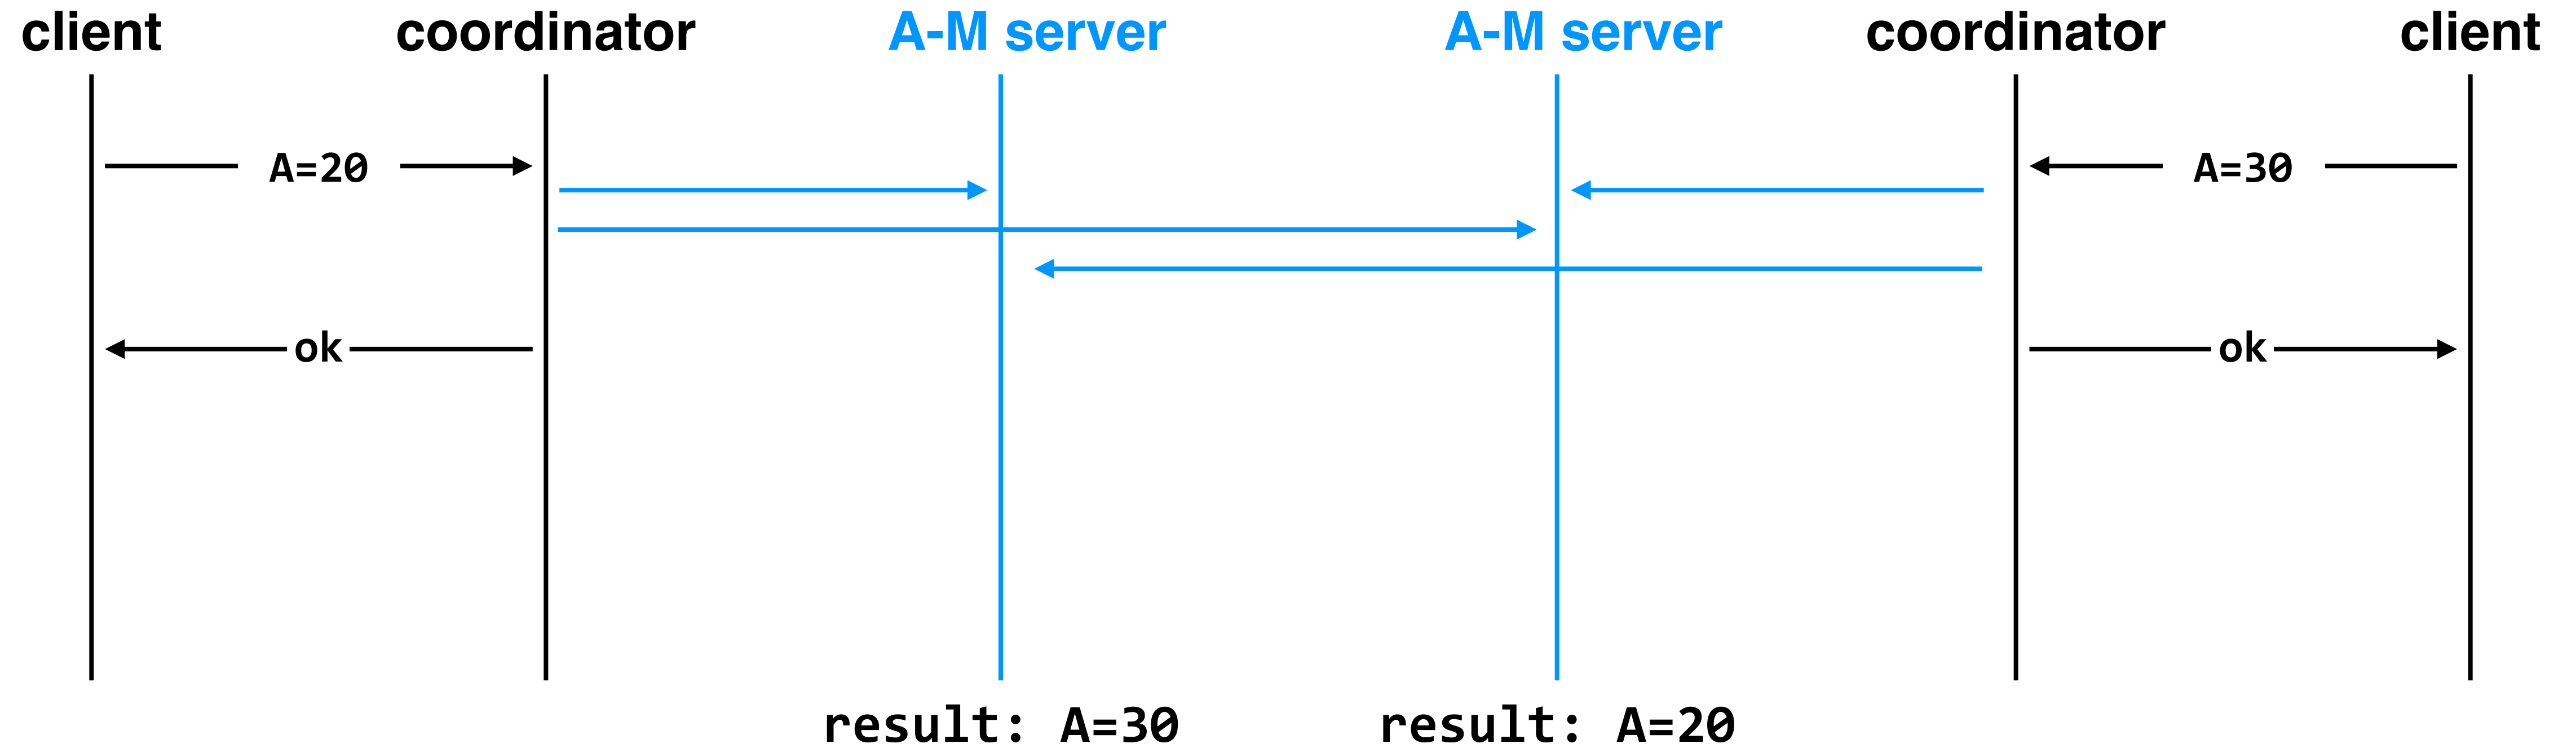 client coordinator A-M server A-M server coordinator client
A=20 A=30
ok ok
result: A=30 result: A=20